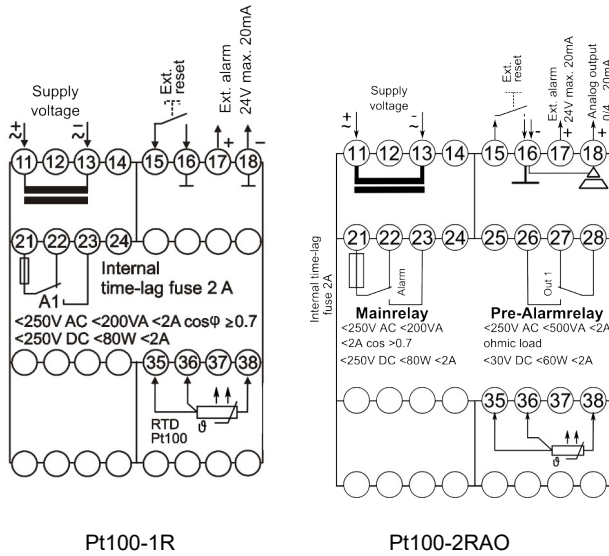 Supply
voltage
Ext.
reset
Ext. alarm
24V max. 20mA
≂ + ≂ −
+ −
11 12 13 14 15 16 17 18
21 22 23 24
A1
Internal
time-lag fuse 2 A
<250V AC <200VA <2A cosφ ≥0.7
<250V DC <80W <2A
35 36 37 38
RTD
Pt100
ϑ
Pt100-1R
Supply
voltage
Ext.
reset
Ext. alarm
24V max. 20mA
Analog output
0/4...20mA
~ + ~ −
− + +
11 12 13 14 15 16 17 18
21 22 23 24 25 26 27 28
Internal time-lag
fuse 2A
Alarm
Out 1
Mainrelay
<250V AC <200VA
<2A cos >0.7
<250V DC <80W <2A
Pre-Alarmrelay
<250V AC <500VA <2A
ohmic load
<30V DC <60W <2A
35 36 37 38
ϑ
Pt100-2RAO